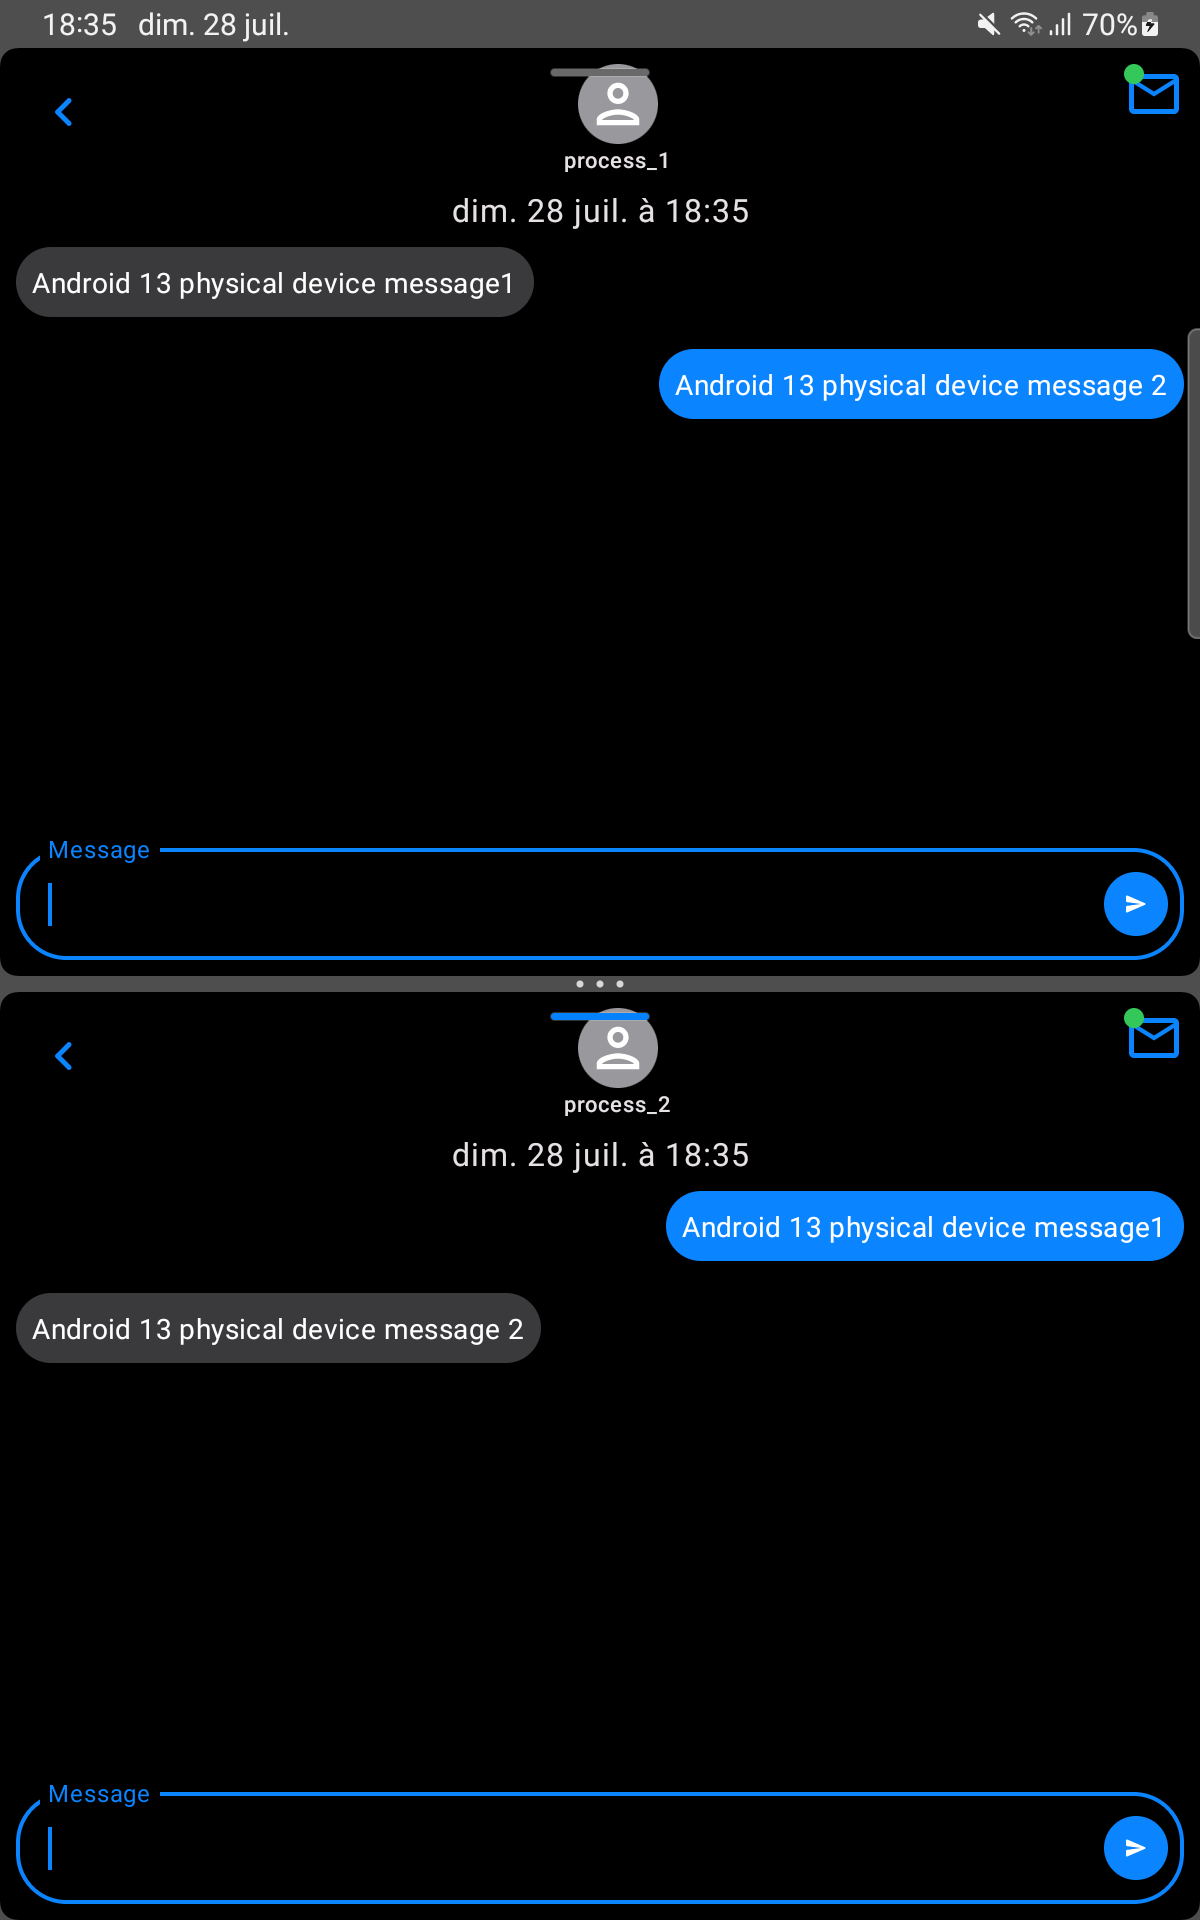 18:35 dim. 28 juil. 70%
process_1
dim. 28 juil. à 18:35
Android 13 physical device message1
Android 13 physical device message 2
Message
process_2
dim. 28 juil. à 18:35
Android 13 physical device message1
Android 13 physical device message 2
Message